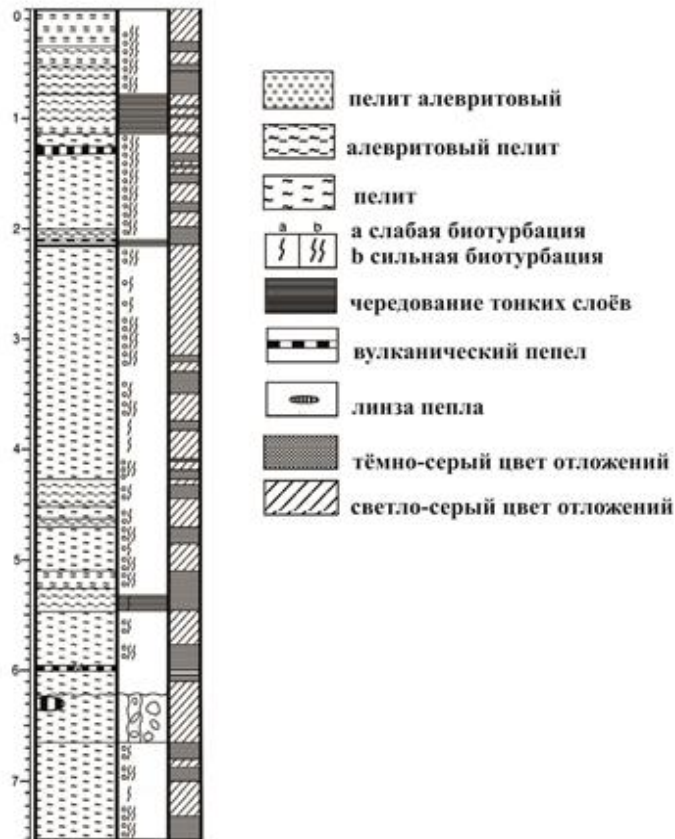 0
1
2
3
4
5
6
7
пелит алевритовый
алевритовый пелит
пелит
a b
а слабая биотурбация
b сильная биотурбация
чередование тонких слоёв
вулканический пепел
линза пепла
тёмно-серый цвет отложений
светло-серый цвет отложений